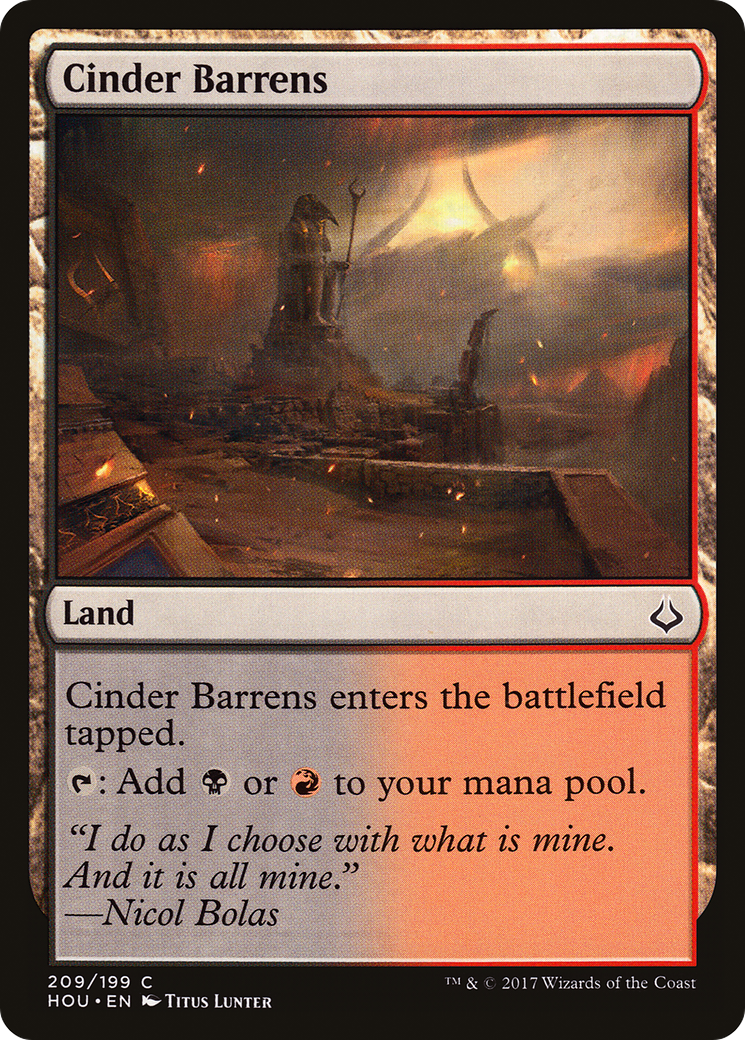 Cinder Barrens
Land
Cinder Barrens enters the battlefield
tapped.
: Add or to your mana pool.
“I do as I choose with what is mine.
And it is all mine.”
—Nicol Bolas
209/199 C
HOU • EN Titus Lunter
™ & © 2017 Wizards of the Coast